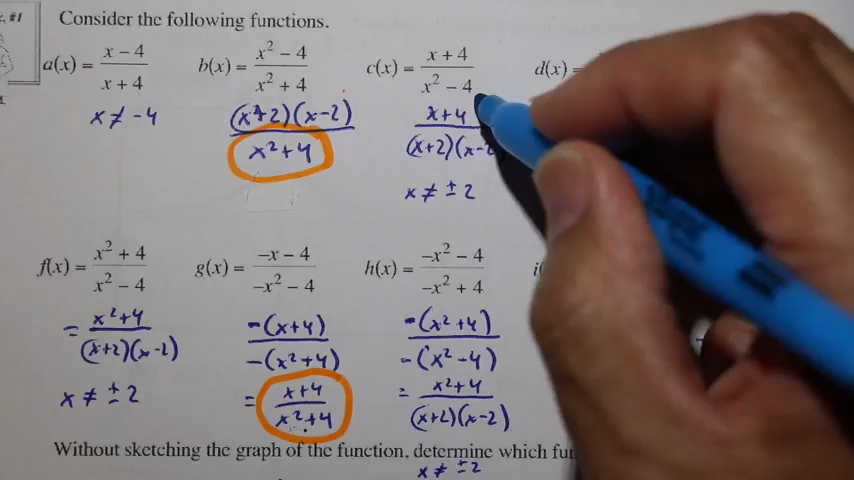 #1
Consider the following functions.
a(x) = (x − 4)/(x + 4)
x ≠ -4
b(x) = (x² − 4)/(x² + 4)
(x+2)(x-2)
x²+4
c(x) = (x + 4)/(x² − 4)
x+4
(x+2)(x-2
x ≠ ±2
d(x) =
f(x) = (x² + 4)/(x² − 4)
= x²+4
(x+2)(x-2)
x ≠ ±2
g(x) = (−x − 4)/(−x² − 4)
-(x+4)
-(x²+4)
= x+4
x²+4
h(x) = (−x² − 4)/(−x² + 4)
-(x²+4)
-(x²-4)
= x²+4
(x+2)(x-2)
x ≠ ±2
Without sketching the graph of the function, determine which